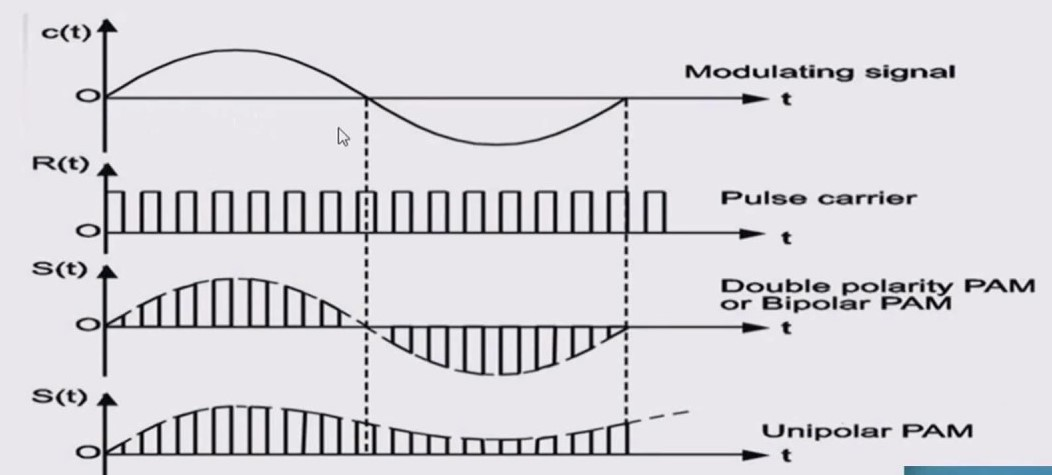 c(t)
O
Modulating signal
t
R(t)
O
Pulse carrier
t
S(t)
O
Double polarity PAM
or Bipolar PAM
t
S(t)
O
Unipolar PAM
t